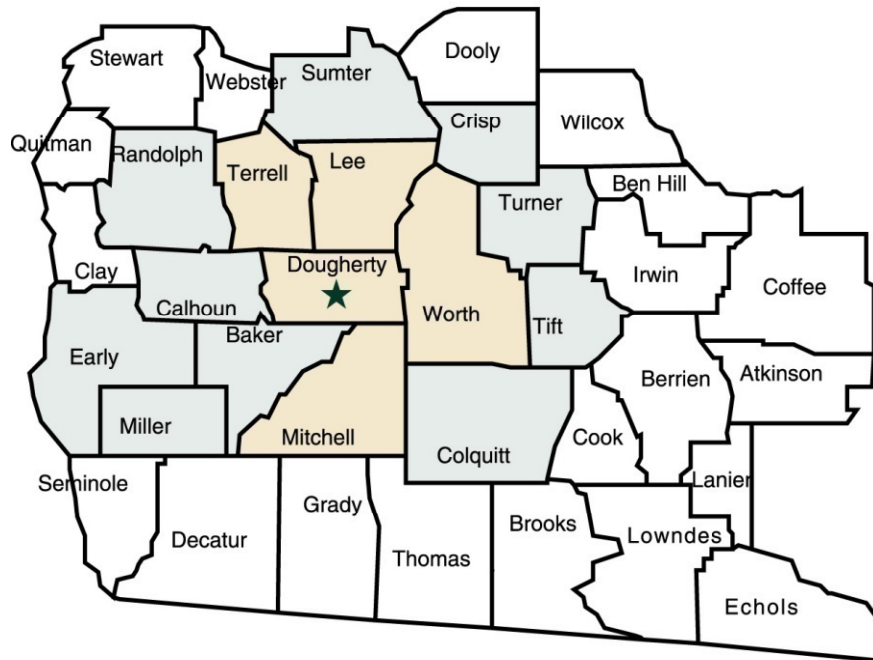 Dooly
Stewart
Webster
Sumter
Crisp
Wilcox
Quitman
Randolph
Terrell
Lee
Ben Hill
Turner
Clay
Dougherty
Irwin
Coffee
Calhoun
Worth
Tift
Baker
Early
Berrien
Atkinson
Miller
Mitchell
Cook
Colquitt
Lanier
Seminole
Grady
Brooks
Lowndes
Decatur
Thomas
Echols